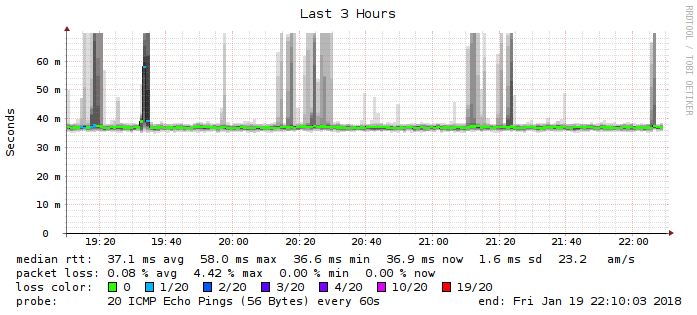 Last 3 Hours
RRDTOOL / TOBI OETIKER
Seconds
60 m
50 m
40 m
30 m
20 m
10 m
0
19:20 19:40 20:00 20:20 20:40 21:00 21:20 21:40 22:00
median rtt: 37.1 ms avg 58.0 ms max 36.6 ms min 36.9 ms now 1.6 ms sd 23.2 am/s
packet loss: 0.08 % avg 4.42 % max 0.00 % min 0.00 % now
loss color: 0 1/20 2/20 3/20 4/20 10/20 19/20
probe: 20 ICMP Echo Pings (56 Bytes) every 60s end: Fri Jan 19 22:10:03 2018